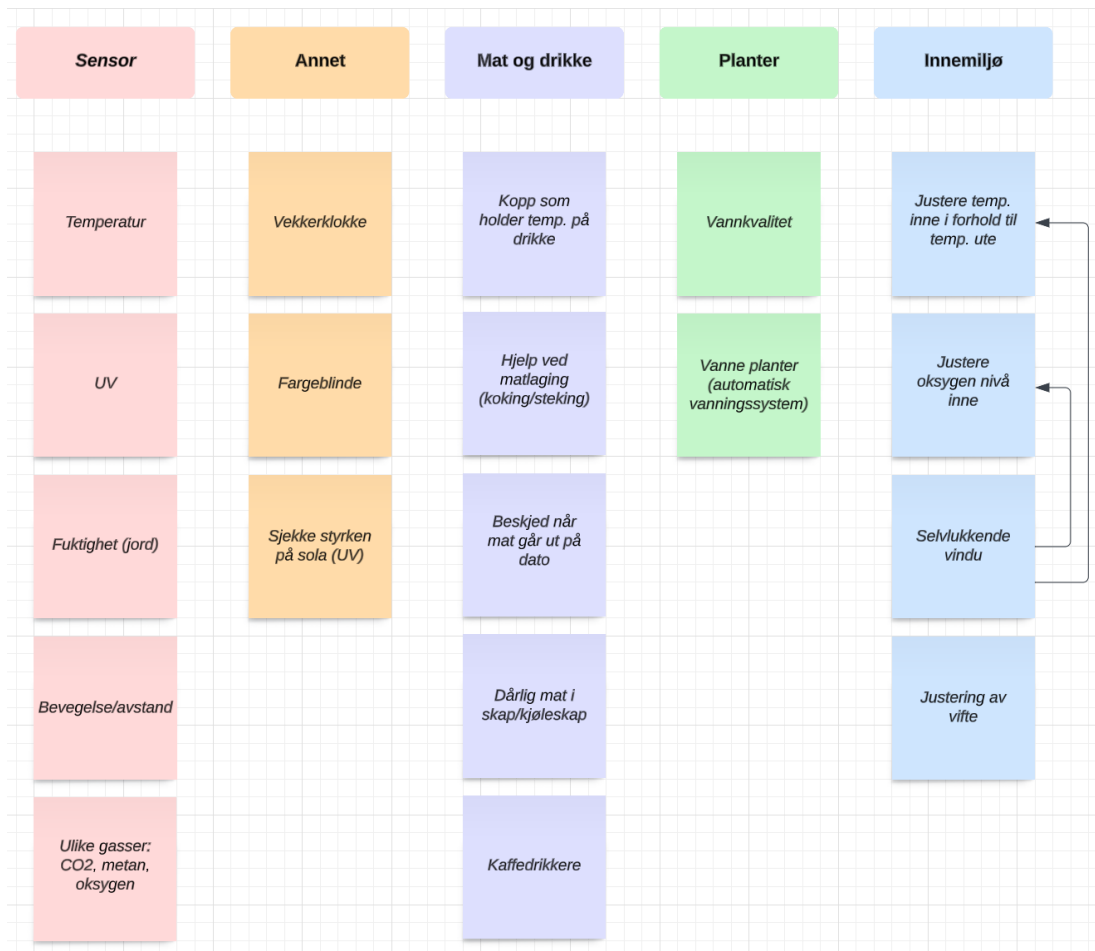 Sensor
Annet
Mat og drikke
Planter
Innemiljø
Temperatur
UV
Fuktighet (jord)
Bevegelse/avstand
Ulike gasser:
CO2, metan,
oksygen
Vekkerklokke
Fargeblinde
Sjekke styrken
på sola (UV)
Kopp som
holder temp. på
drikke
Hjelp ved
matlaging
(koking/steking)
Beskjed når
mat går ut på
dato
Dårlig mat i
skap/kjøleskap
Kaffedrikkere
Vannkvalitet
Vanne planter
(automatisk
vanningssystem)
Justere temp.
inne i forhold til
temp. ute
Justere
oksygen nivå
inne
Selvlukkende
vindu
Justering av
vifte